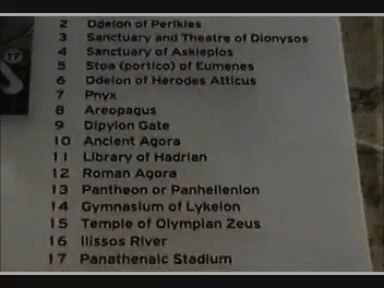 17
2 Odeion of Perikles
3 Sanctuary and Theatre of Dionysos
4 Sanctuary of Asklepios
5 Stoa (portico) of Eumenes
6 Odeion of Herodes Atticus
7 Pnyx
8 Areopagus
9 Dipylon Gate
10 Ancient Agora
11 Library of Hadrian
12 Roman Agora
13 Pantheon or Panhellenion
14 Gymnasium of Lykeion
15 Temple of Olympian Zeus
16 Ilissos River
17 Panathenaic Stadium